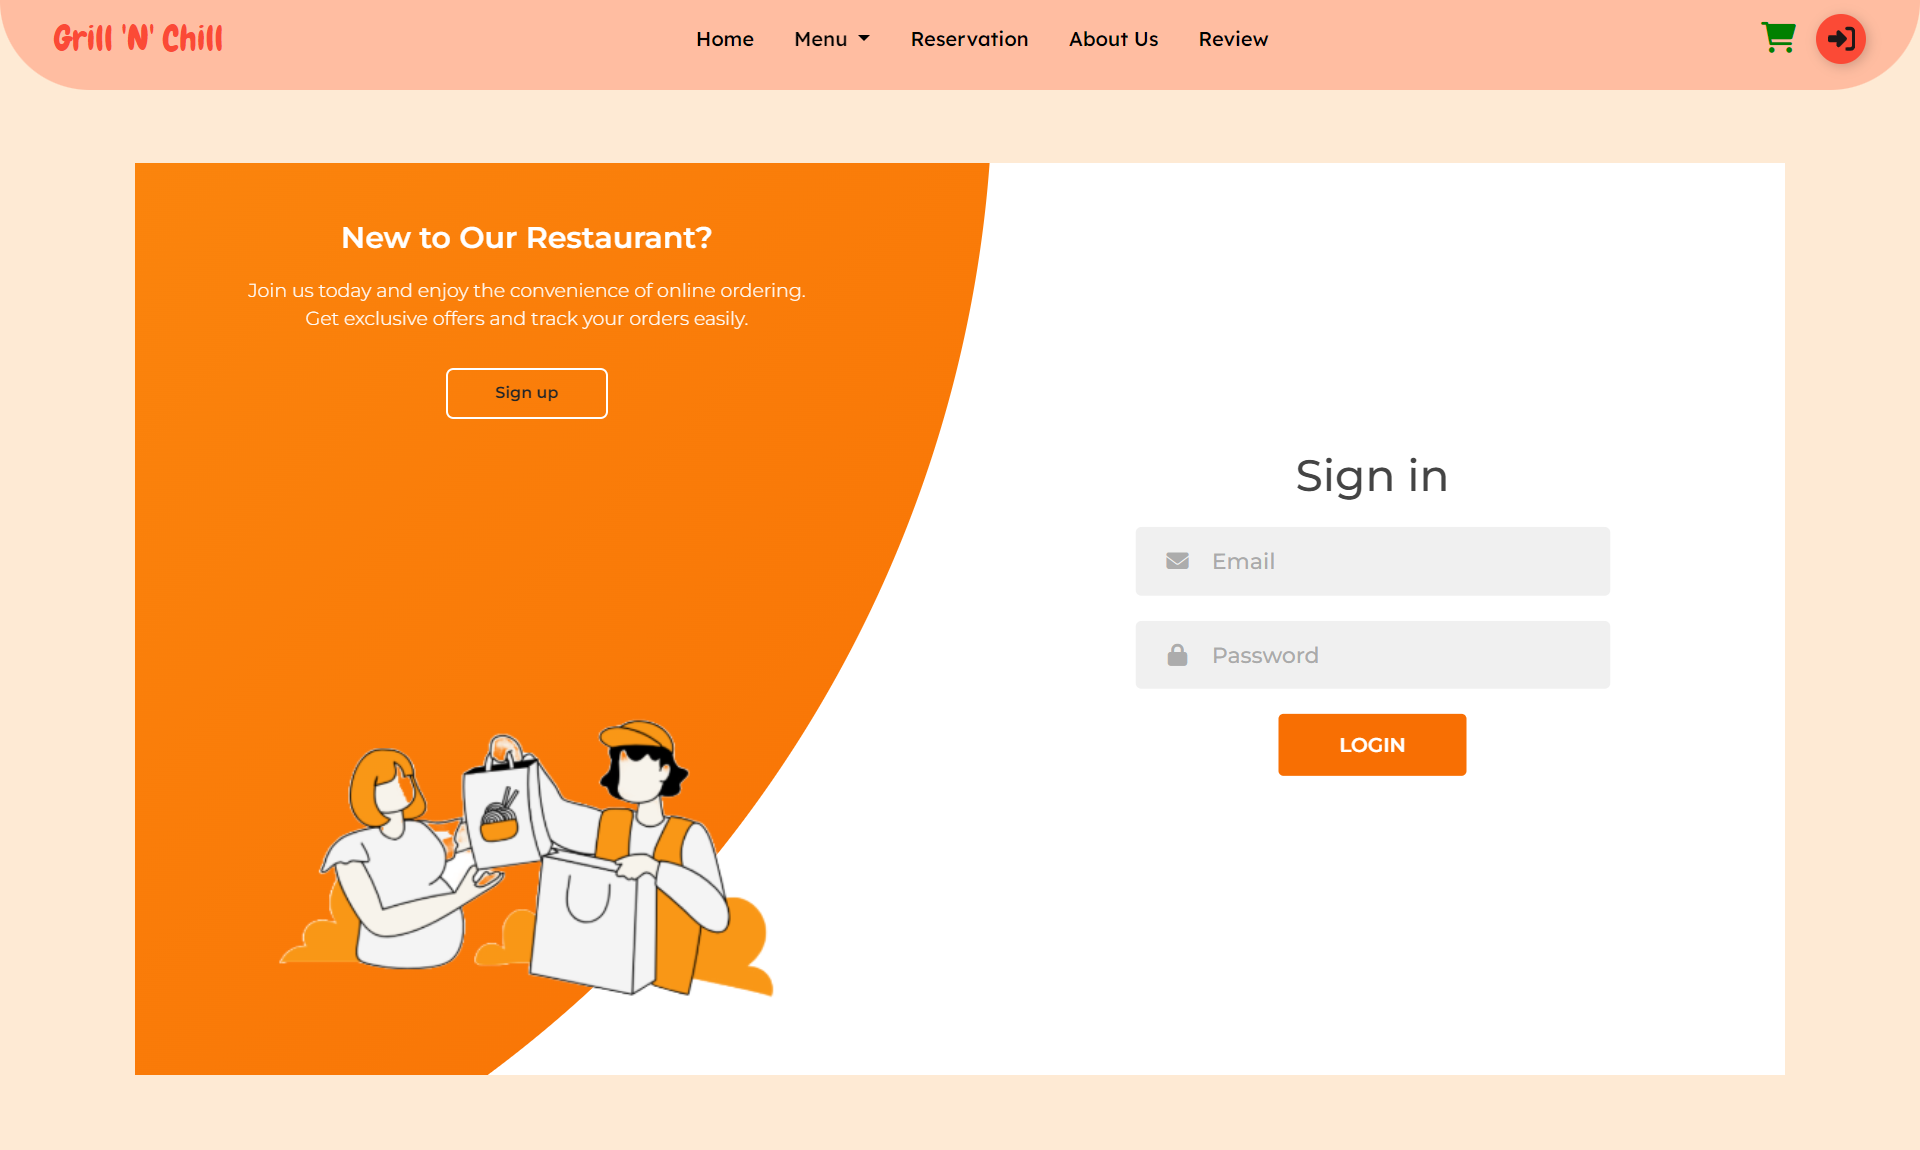 Grill 'N' Chill
Home
Menu
Reservation
About Us
Review
New to Our Restaurant?
Join us today and enjoy the convenience of online ordering.
Get exclusive offers and track your orders easily.
Sign up
Sign in
Email
Password
LOGIN